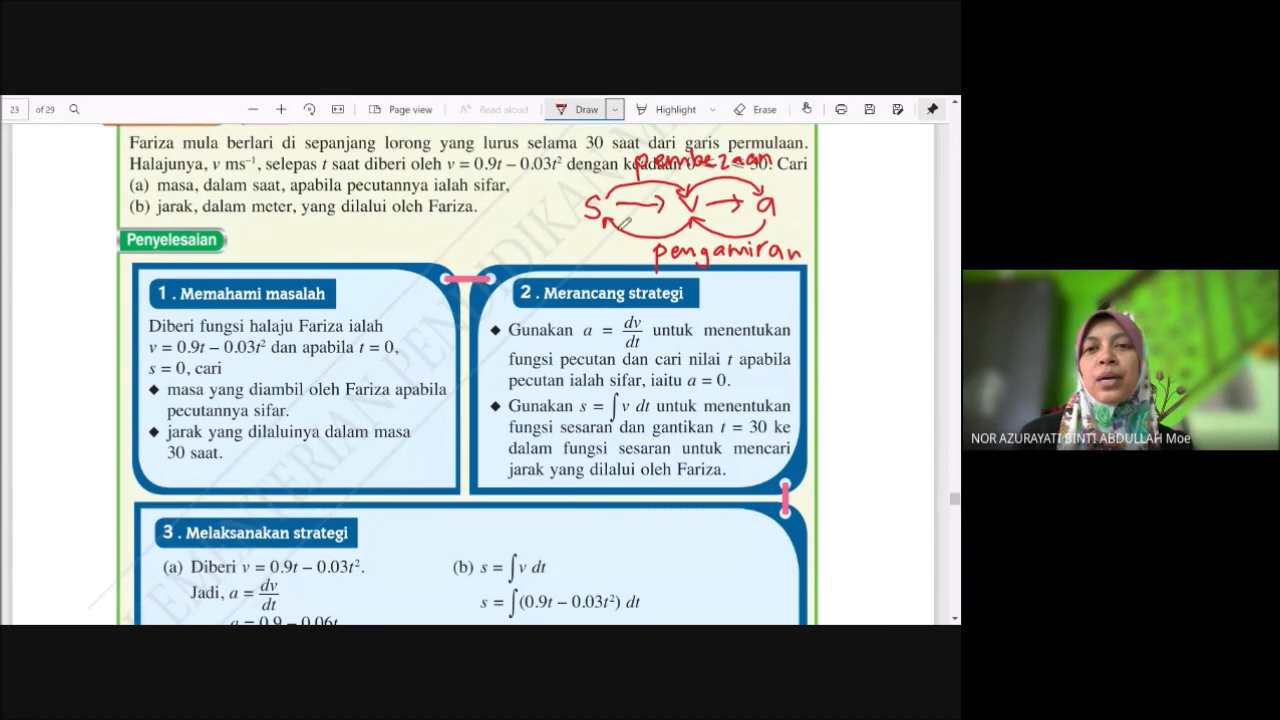 23 of 29 Page view Read aloud Draw Highlight Erase
Fariza mula berlari di sepanjang lorong yang lurus selama 30 saat dari garis permulaan.
Halajunya, v ms⁻¹, selepas t saat diberi oleh v = 0.9t – 0.03t² dengan 30. Cari
pembezaan
(a) masa, dalam saat, apabila pecutannya ialah sifar,
(b) jarak, dalam meter, yang dilalui oleh Fariza.
s → v → a
pengamiran
Penyelesaian
1 . Memahami masalah
Diberi fungsi halaju Fariza ialah
v = 0.9t – 0.03t² dan apabila t = 0,
s = 0, cari
◆ masa yang diambil oleh Fariza apabila
pecutannya sifar.
◆ jarak yang dilaluinya dalam masa
30 saat.
2 . Merancang strategi
◆ Gunakan a = dv/dt untuk menentukan
fungsi pecutan dan cari nilai t apabila
pecutan ialah sifar, iaitu a = 0.
◆ Gunakan s = ∫ v dt untuk menentukan
fungsi sesaran dan gantikan t = 30 ke
dalam fungsi sesaran untuk mencari
jarak yang dilalui oleh Fariza.
3 . Melaksanakan strategi
(a) Diberi v = 0.9t – 0.03t².
Jadi, a = dv/dt
a = 0.9 – 0.06t
(b) s = ∫ v dt
s = ∫ (0.9t – 0.03t²) dt
KEMENTERIAN PENDIDIKAN
NOR AZURAYATI BINTI ABDULLAH Moe